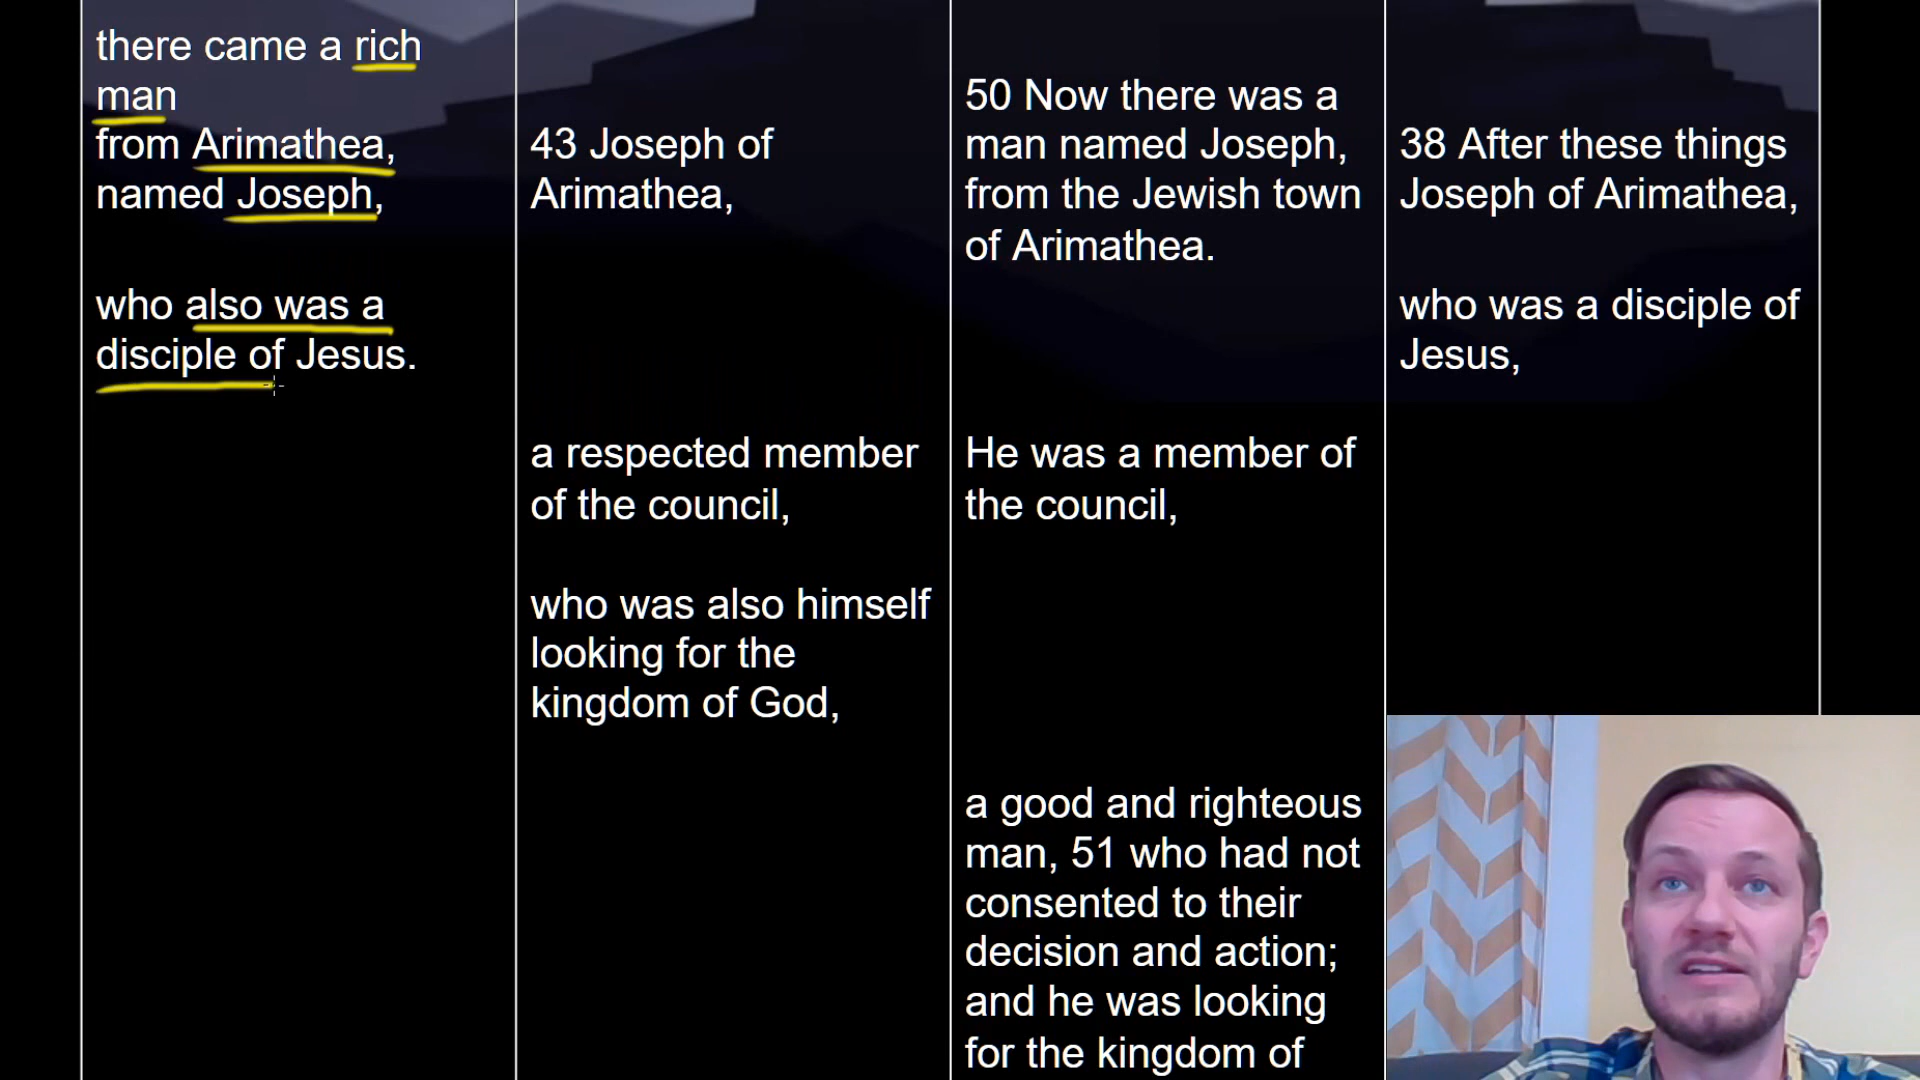 there came a rich
man
from Arimathea,
named Joseph,
who also was a
disciple of Jesus.
43 Joseph of
Arimathea,
a respected member
of the council,
who was also himself
looking for the
kingdom of God,
50 Now there was a
man named Joseph,
from the Jewish town
of Arimathea.
He was a member of
the council,
a good and righteous
man, 51 who had not
consented to their
decision and action;
and he was looking
for the kingdom of
38 After these things
Joseph of Arimathea,
who was a disciple of
Jesus,